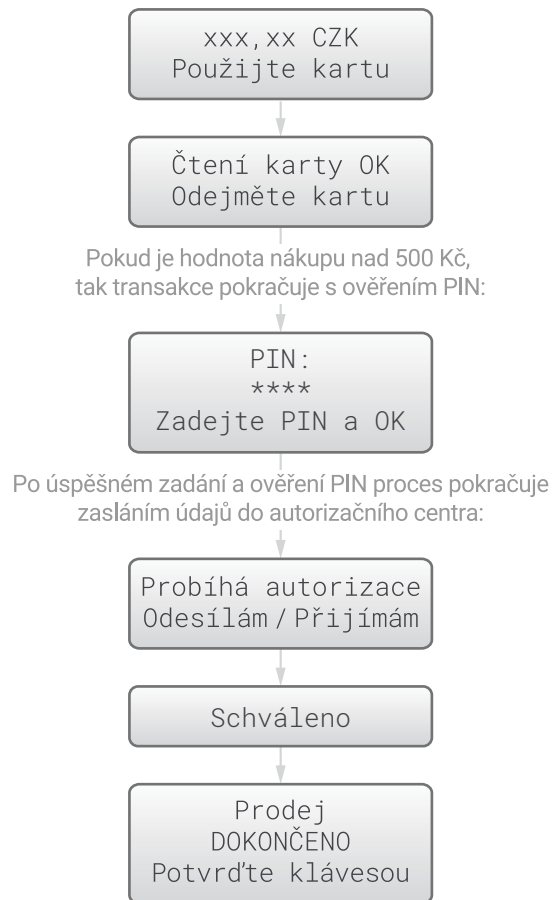 xxx,xx CZK
Použijte kartu
Čtení karty OK
Odejměte kartu
Pokud je hodnota nákupu nad 500 Kč,
tak transakce pokračuje s ověřením PIN:
PIN:
****
Zadejte PIN a OK
Po úspěšném zadání a ověření PIN proces pokračuje
zasláním údajů do autorizačního centra:
Probíhá autorizace
Odesílám / Přijímám
Schváleno
Prodej
DOKONČENO
Potvrďte klávesou